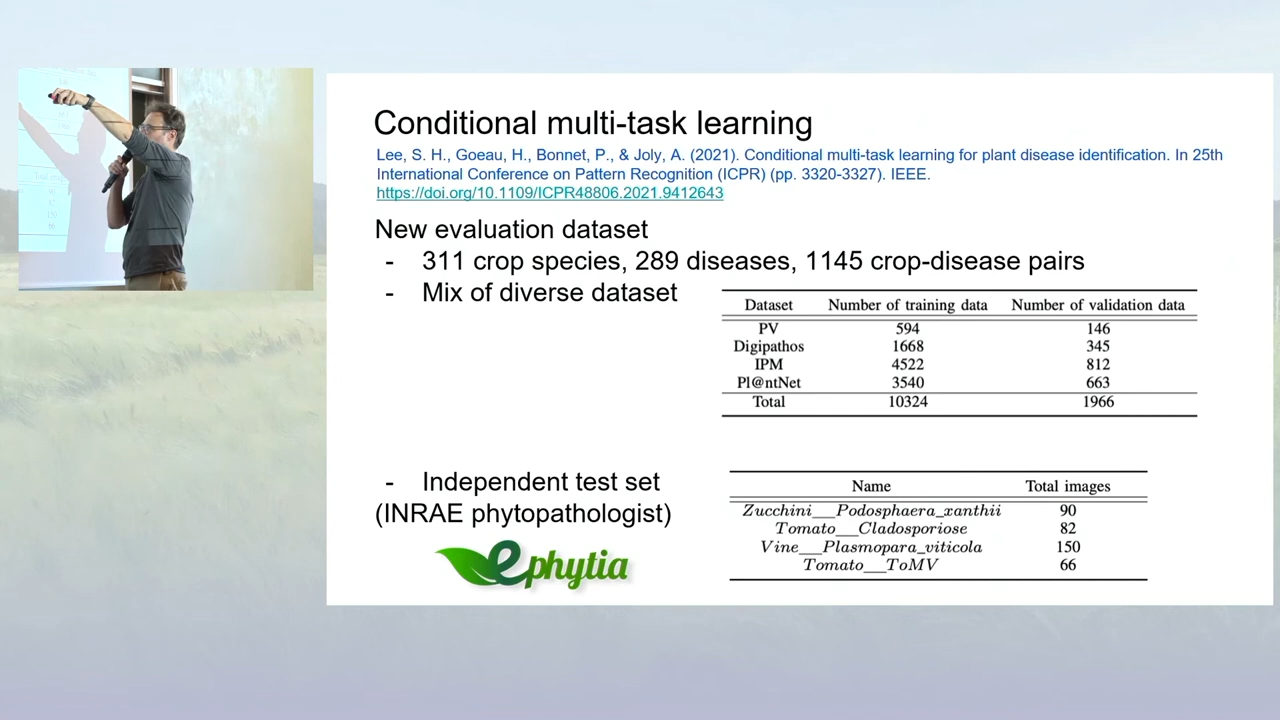 Conditional multi-task learning
Lee, S. H., Goeau, H., Bonnet, P., & Joly, A. (2021). Conditional multi-task learning for plant disease identification. In 25th
International Conference on Pattern Recognition (ICPR) (pp. 3320-3327). IEEE.
https://doi.org/10.1109/ICPR48806.2021.9412643
New evaluation dataset
- 311 crop species, 289 diseases, 1145 crop-disease pairs
- Mix of diverse dataset
Dataset Number of training data Number of validation data
PV 594 146
Digipathos 1668 345
IPM 4522 812
Pl@ntNet 3540 663
Total 10324 1966
- Independent test set
(INRAE phytopathologist)
ephytia
Name Total images
Zucchini__Podosphaera_xanthii 90
Tomato__Cladosporiose 82
Vine__Plasmopara_viticola 150
Tomato__ToMV 66